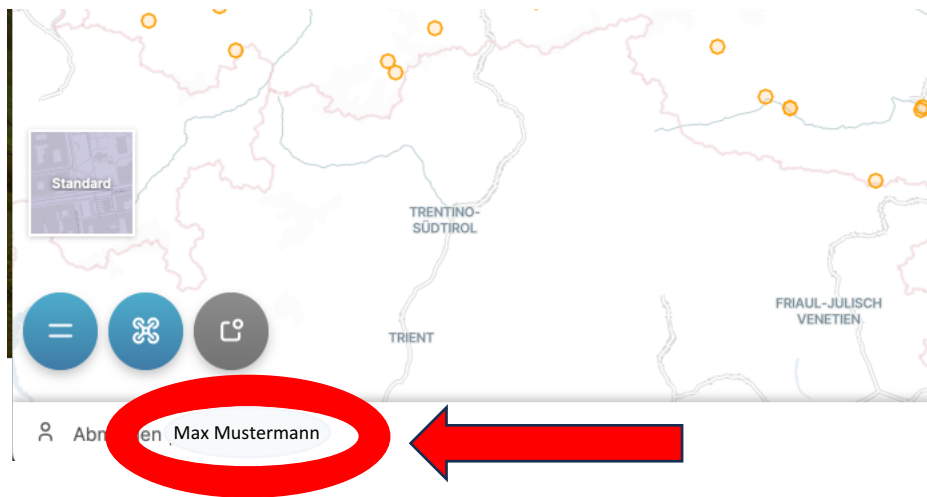 Standard
TRENTINO-
SÜDTIROL
FRIAUL-JULISCH
VENETIEN
TRIENT
Max Mustermann